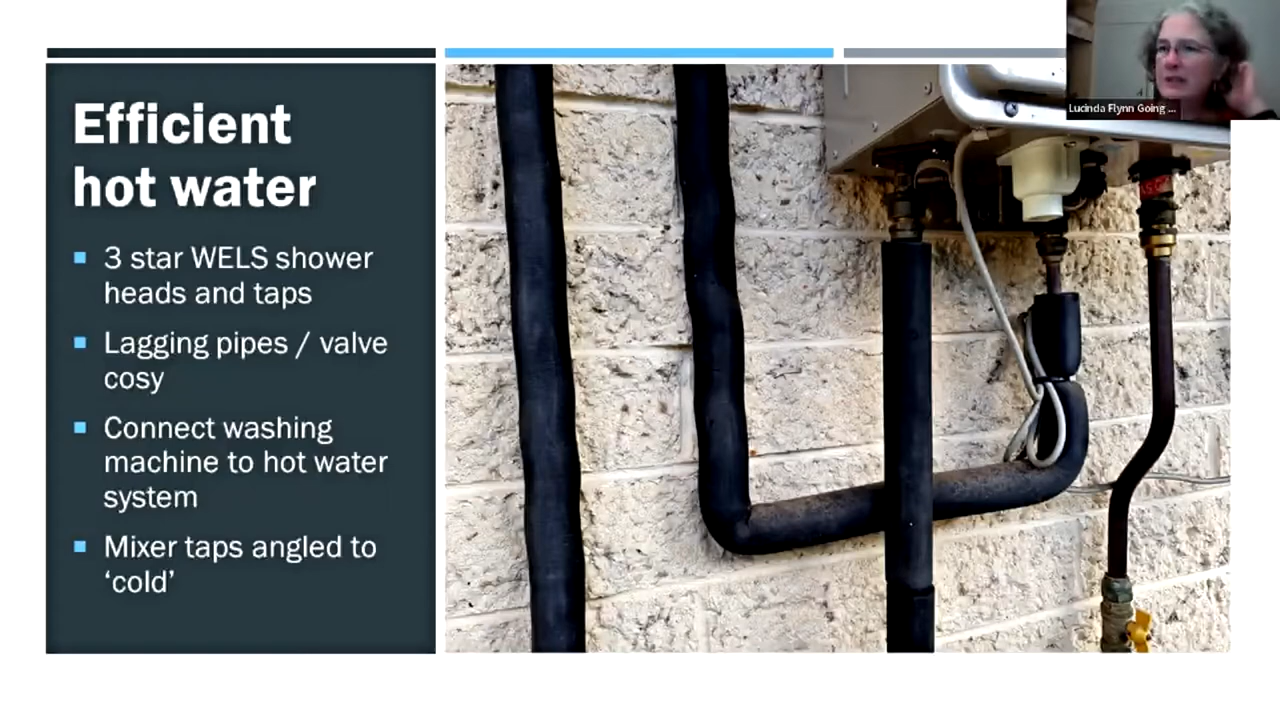 Efficient
hot water
3 star WELS shower
heads and taps
Lagging pipes / valve
cosy
Connect washing
machine to hot water
system
Mixer taps angled to
‘cold’
Lucinda Flynn Going ...